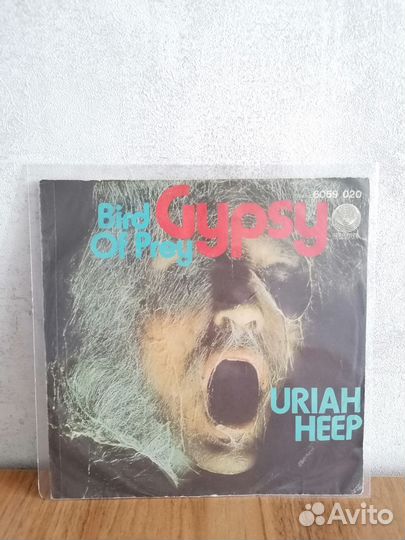 6059 020
Bird Gypsy
Of Prey
URIAH
HEEP
Avito